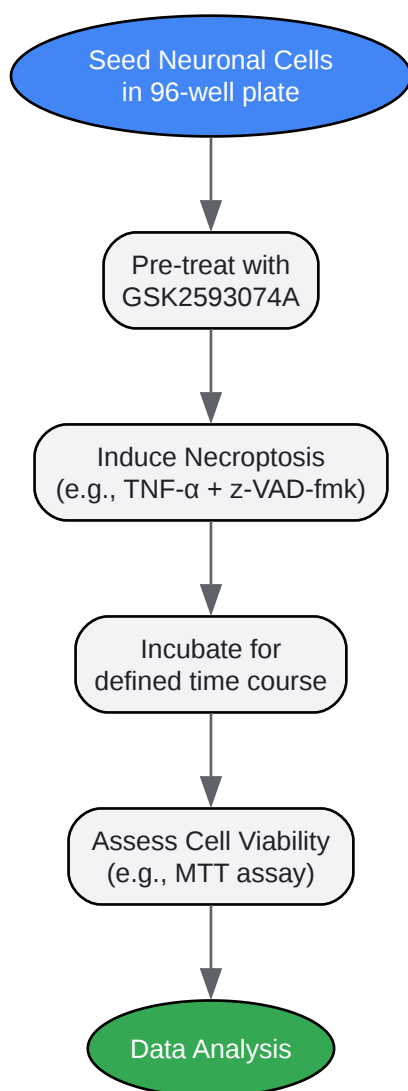 Seed Neuronal Cells
in 96-well plate
Pre-treat with
GSK2593074A
Induce Necroptosis
(e.g., TNF-α + z-VAD-fmk)
Incubate for
defined time course
Assess Cell Viability
(e.g., MTT assay)
Data Analysis